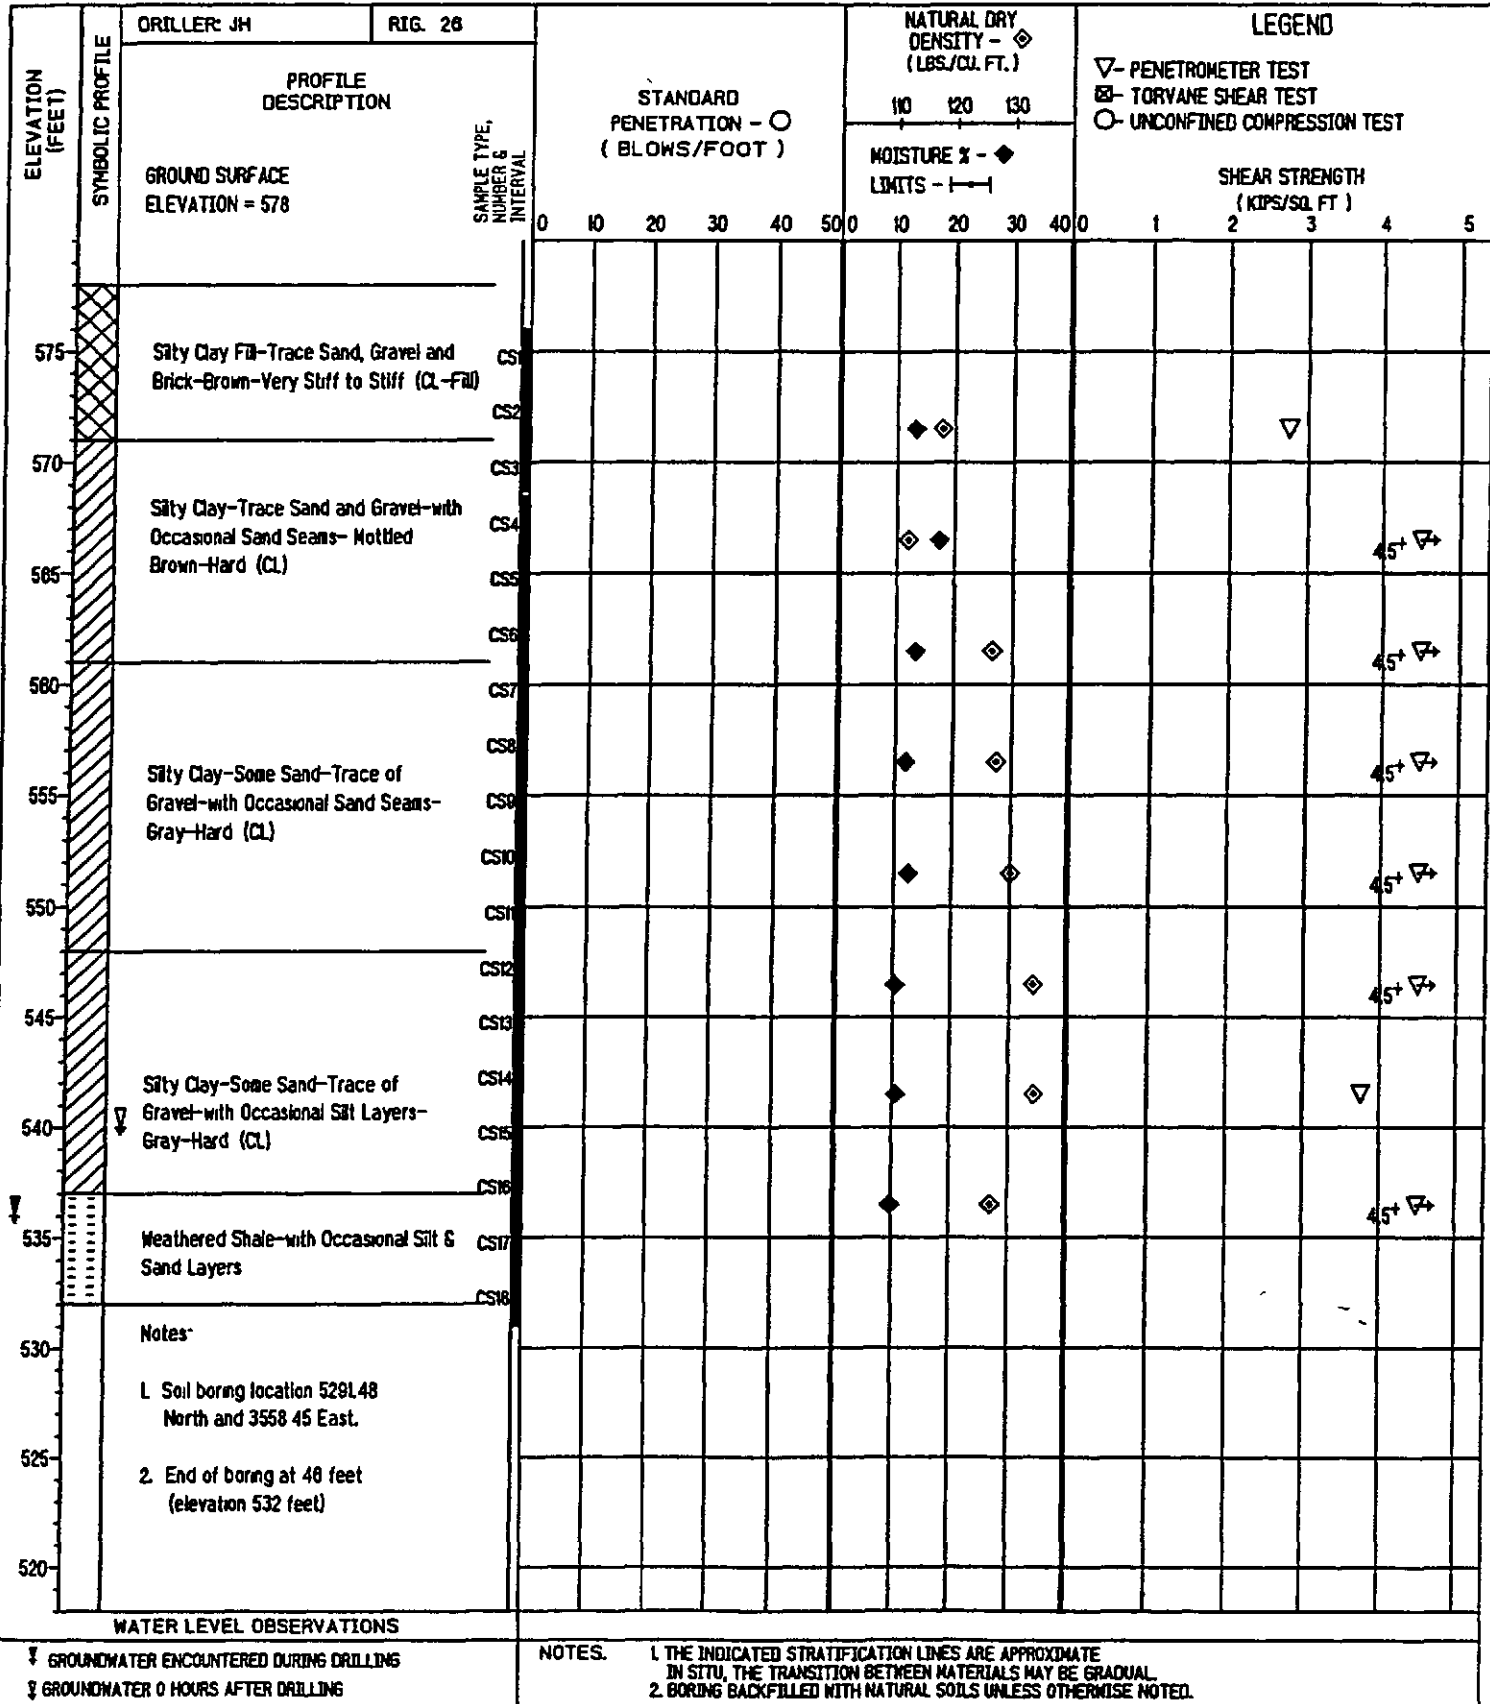 DRILLER: JH
RIG. 26
ELEVATION
(FEET)
SYMBOLIC PROFILE
PROFILE
DESCRIPTION
GROUND SURFACE
ELEVATION = 578
SAMPLE TYPE,
NUMBER &
INTERVAL
STANDARD
PENETRATION - O
( BLOWS/FOOT )
0 10 20 30 40 50
NATURAL DRY
DENSITY -
(LBS./CU. FT.)
110 120 130
MOISTURE % -
LIMITS -
0 10 20 30 40
LEGEND
PENETROMETER TEST
TORVANE SHEAR TEST
UNCONFINED COMPRESSION TEST
SHEAR STRENGTH
( KIPS/SQ. FT )
0 1 2 3 4 5
575
Silty Clay Fill-Trace Sand, Gravel and
Brick-Brown-Very Stiff to Stiff (CL-Fill)
CS1
CS2
570
CS3
Silty Clay-Trace Sand and Gravel-with
Occasional Sand Seams- Mottled
Brown-Hard (CL)
CS4
4.5+
565
CS5
CS6
4.5+
560
CS7
CS8
4.5+
Silty Clay-Some Sand-Trace of
Gravel-with Occasional Sand Seams-
Gray-Hard (CL)
555
CS9
CS10
4.5+
550
CS11
CS12
4.5+
545
CS13
Silty Clay-Some Sand-Trace of
Gravel-with Occasional Silt Layers-
Gray-Hard (CL)
CS14
540
CS15
CS16
4.5+
535
Weathered Shale-with Occasional Silt &
Sand Layers
CS17
CS18
Notes-
530
1. Soil boring location 5291.48
North and 3558 45 East.
525
2. End of boring at 46 feet
(elevation 532 feet)
520
WATER LEVEL OBSERVATIONS
GROUNDWATER ENCOUNTERED DURING DRILLING
GROUNDWATER 0 HOURS AFTER DRILLING
NOTES.
1. THE INDICATED STRATIFICATION LINES ARE APPROXIMATE
IN SITU, THE TRANSITION BETWEEN MATERIALS MAY BE GRADUAL.
2. BORING BACKFILLED WITH NATURAL SOILS UNLESS OTHERWISE NOTED.